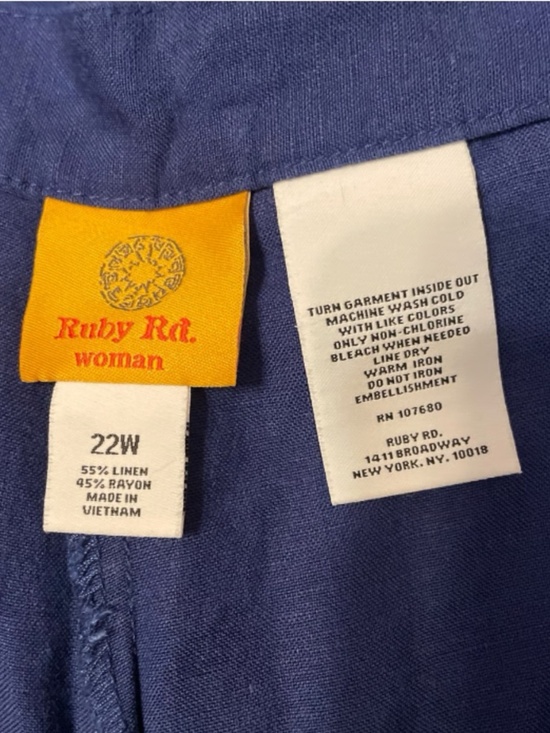 Ruby Rd.
woman
22W
55% LINEN
45% RAYON
MADE IN
VIETNAM
TURN GARMENT INSIDE OUT
MACHINE WASH COLD
WITH LIKE COLORS
ONLY NON-CHLORINE
BLEACH WHEN NEEDED
LINE DRY
WARM IRON
DO NOT IRON
EMBELLISHMENT
RN 107680
RUBY RD.
1411 BROADWAY
NEW YORK. NY. 10018